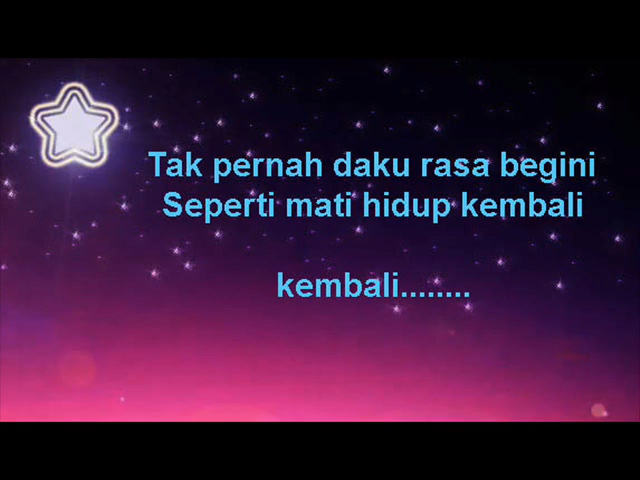 Tak pernah daku rasa begini
Seperti mati hidup kembali
kembali........